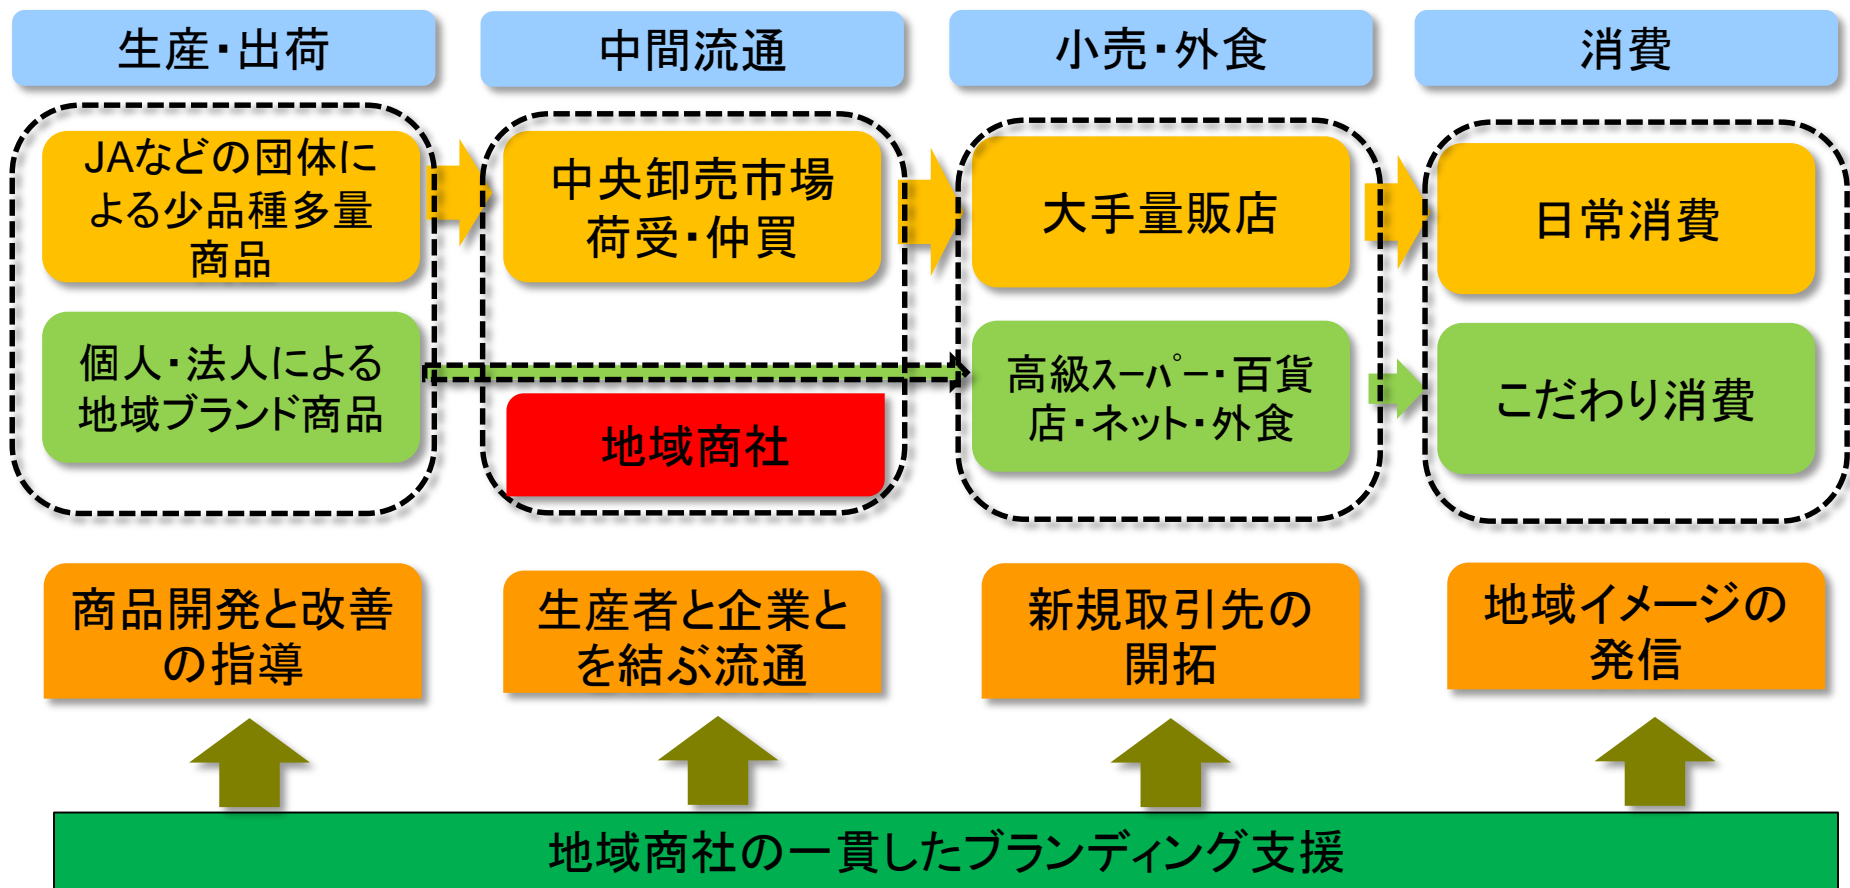 生産・出荷
中間流通
小売・外食
消費
JAなどの団体に
よる少品種多量
商品
中央卸売市場
荷受・仲買
大手量販店
日常消費
個人・法人による
地域ブランド商品
地域商社
高級スーパー・百貨
店・ネット・外食
こだわり消費
商品開発と改善
の指導
生産者と企業と
を結ぶ流通
新規取引先の
開拓
地域イメージの
発信
地域商社の一貫したブランディング支援